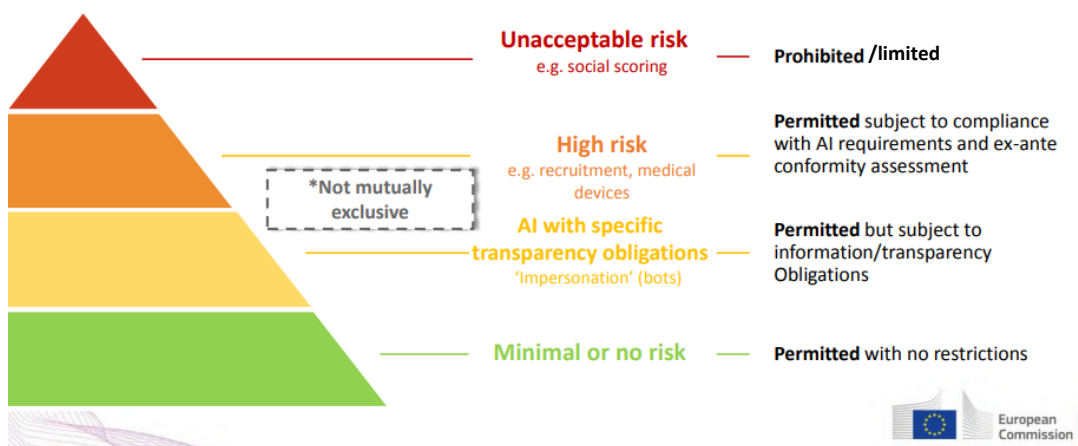 Unacceptable risk
e.g. social scoring
Prohibited /limited
High risk
e.g. recruitment, medical
devices
Permitted subject to compliance
with AI requirements and ex-ante
conformity assessment
*Not mutually
exclusive
AI with specific
transparency obligations
'Impersonation' (bots)
Permitted but subject to
information/transparency
Obligations
Minimal or no risk
Permitted with no restrictions
European
Commission